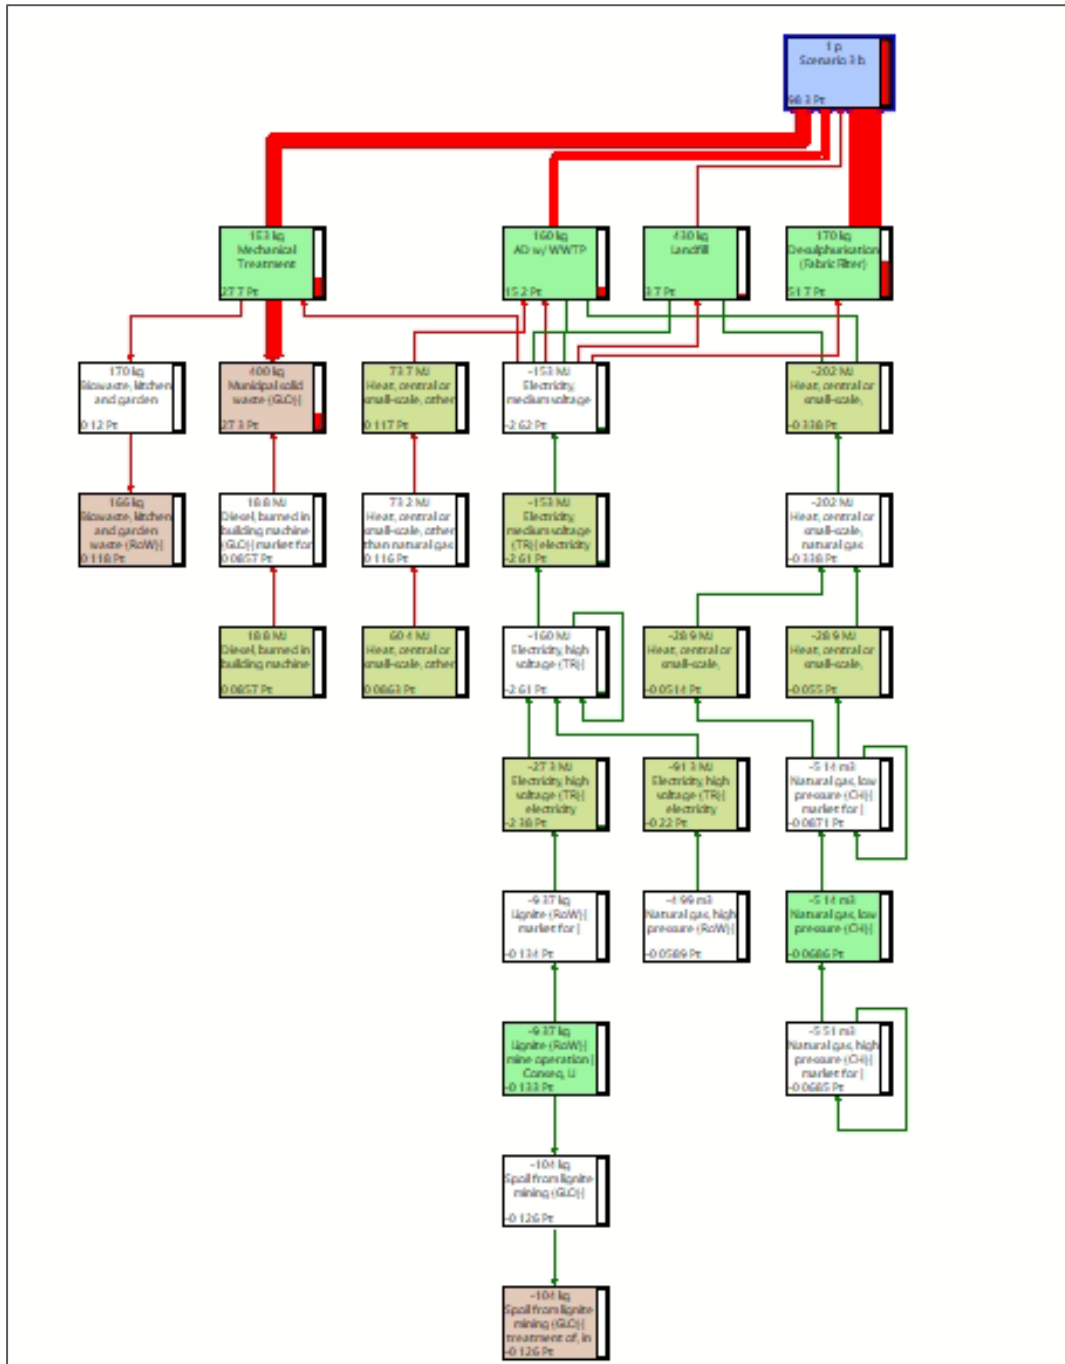 1 p
Scenario 3 b
98.3 Pt
153 kg
Mechanical
Treatment
27.7 Pt
160 kg
AD w/ WWTP
15.2 Pt
430 kg
Landfill
3.7 Pt
170 kg
Desulphurisation
(Fabric Filter)
51.7 Pt
170 kg
Biowaste, kitchen
and garden
0.12 Pt
400 kg
Municipal solid
waste {GLO}|
27.3 Pt
73.7 MJ
Heat, central or
small-scale, other
0.117 Pt
-153 MJ
Electricity,
medium voltage
-2.62 Pt
-202 MJ
Heat, central or
small-scale,
-0.338 Pt
166 kg
Biowaste, kitchen
and garden
waste {RoW}|
0.118 Pt
18.8 MJ
Diesel, burned in
building machine
{GLO}| market for
0.0857 Pt
73.2 MJ
Heat, central or
small-scale, other
than natural gas
0.116 Pt
-153 MJ
Electricity,
medium voltage
{TR}| electricity
-2.61 Pt
-202 MJ
Heat, central or
small-scale,
natural gas
-0.338 Pt
18.8 MJ
Diesel, burned in
building machine
0.0857 Pt
60.4 MJ
Heat, central or
small-scale, other
0.0863 Pt
-160 MJ
Electricity, high
voltage {TR}|
-2.61 Pt
-28.9 MJ
Heat, central or
small-scale,
-0.0514 Pt
-28.9 MJ
Heat, central or
small-scale,
-0.055 Pt
-27.3 MJ
Electricity, high
voltage {TR}|
electricity
-2.38 Pt
-91.3 MJ
Electricity, high
voltage {TR}|
electricity
-0.22 Pt
-5.14 m3
Natural gas, low
pressure {CH}|
market for |
-0.0871 Pt
-9.37 kg
Lignite {RoW}|
market for |
-0.134 Pt
-4.99 m3
Natural gas, high
pressure {RoW}|
-0.0589 Pt
-5.14 m3
Natural gas, low
pressure {CH}|
-0.0686 Pt
-9.37 kg
Lignite {RoW}|
mine operation |
Conseq, U
-0.133 Pt
-5.51 m3
Natural gas, high
pressure {CH}|
market for |
-0.0665 Pt
-104 kg
Spoil from lignite
mining {GLO}|
-0.126 Pt
-104 kg
Spoil from lignite
mining {GLO}|
treatment of, in
-0.126 Pt